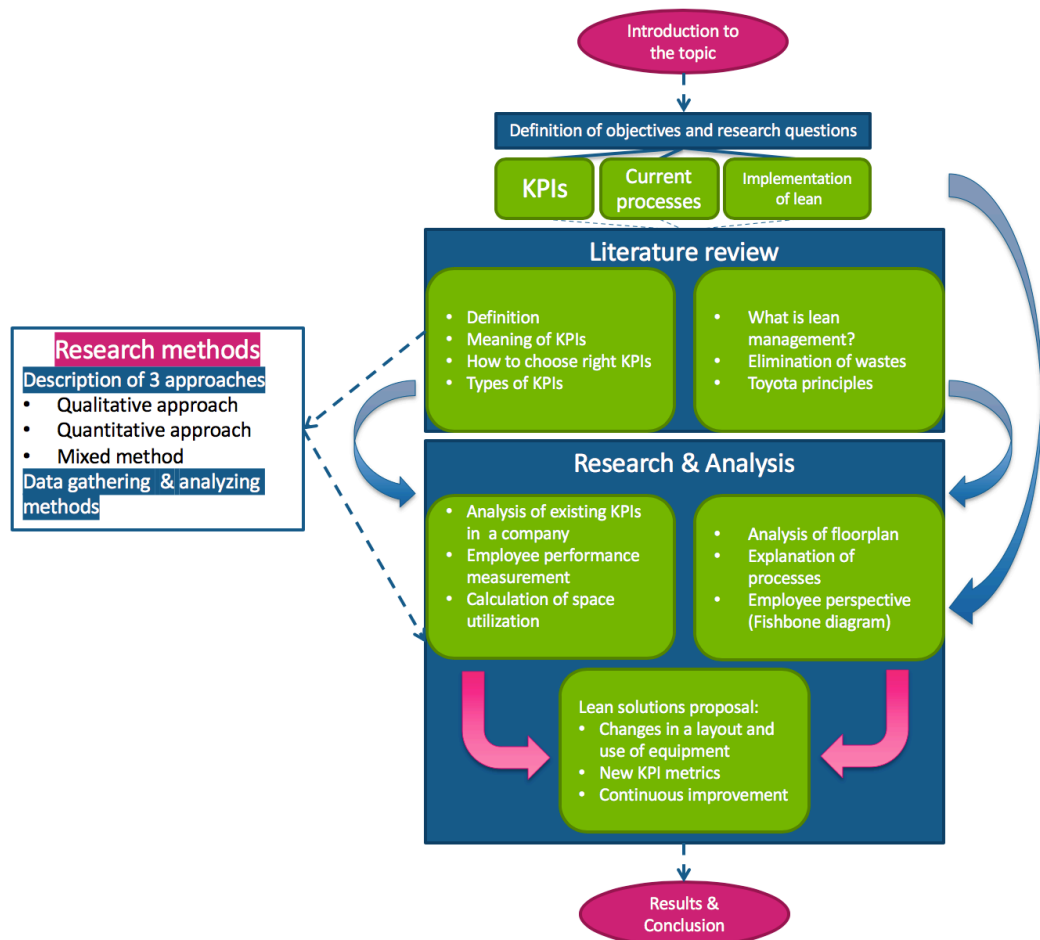 Introduction to
the topic
Definition of objectives and research questions
KPIs
Current
processes
Implementation
of lean
Literature review
• Definition
• Meaning of KPIs
• How to choose right KPIs
• Types of KPIs
• What is lean
management?
• Elimination of wastes
• Toyota principles
Research methods
Description of 3 approaches
• Qualitative approach
• Quantitative approach
• Mixed method
Data gathering & analyzing
methods
Research & Analysis
• Analysis of existing KPIs
in a company
• Employee performance
measurement
• Calculation of space
utilization
• Analysis of floorplan
• Explanation of
processes
• Employee perspective
(Fishbone diagram)
Lean solutions proposal:
• Changes in a layout and
use of equipment
• New KPI metrics
• Continuous improvement
Results &
Conclusion